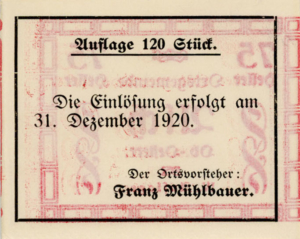 Auflage 120 Stück.
Die Einlösung erfolgt am
31. Dezember 1920.
Der Ortsvorsteher:
Franz Mühlbauer.